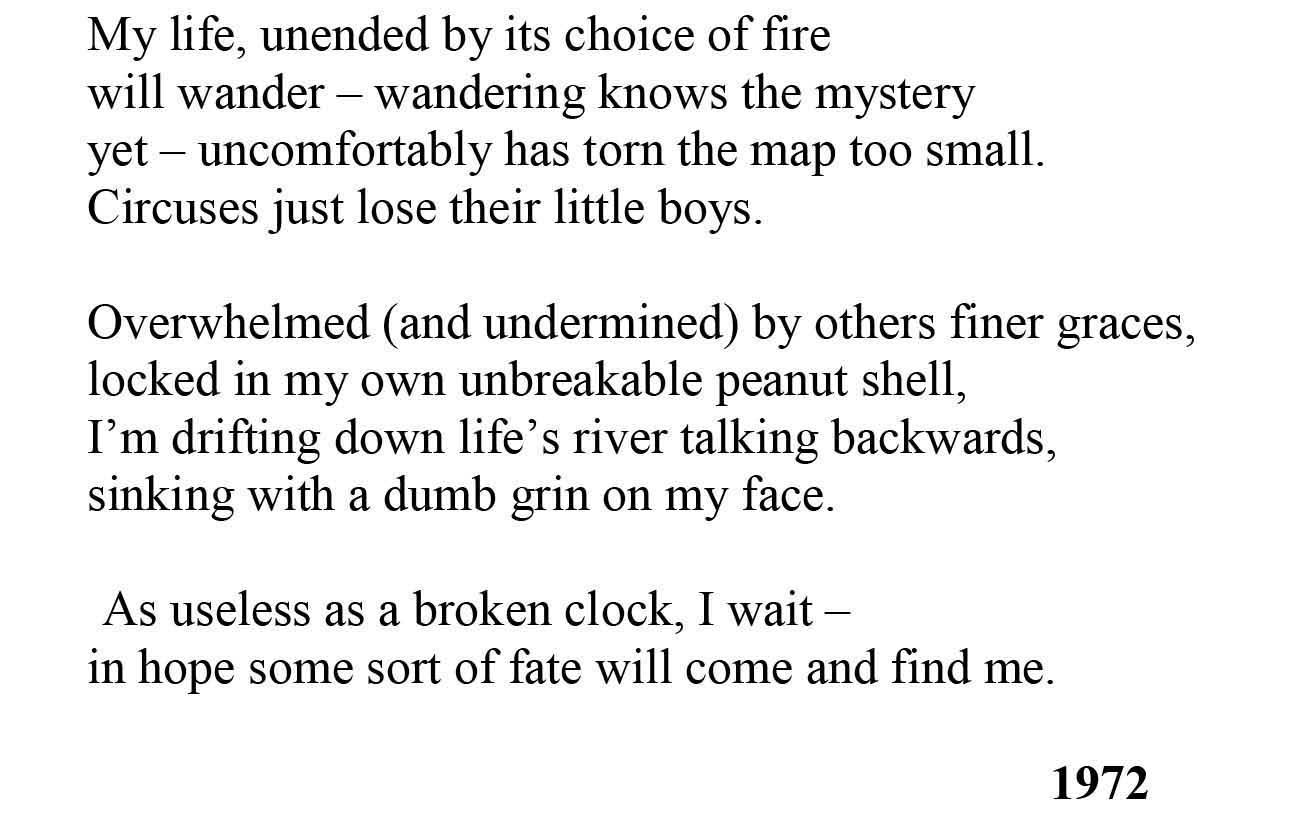 My life, unended by its choice of fire
will wander – wandering knows the mystery
yet – uncomfortably has torn the map too small.
Circuses just lose their little boys.
Overwhelmed (and undermined) by others finer graces,
locked in my own unbreakable peanut shell,
I’m drifting down life’s river talking backwards,
sinking with a dumb grin on my face.
As useless as a broken clock, I wait –
in hope some sort of fate will come and find me.
1972